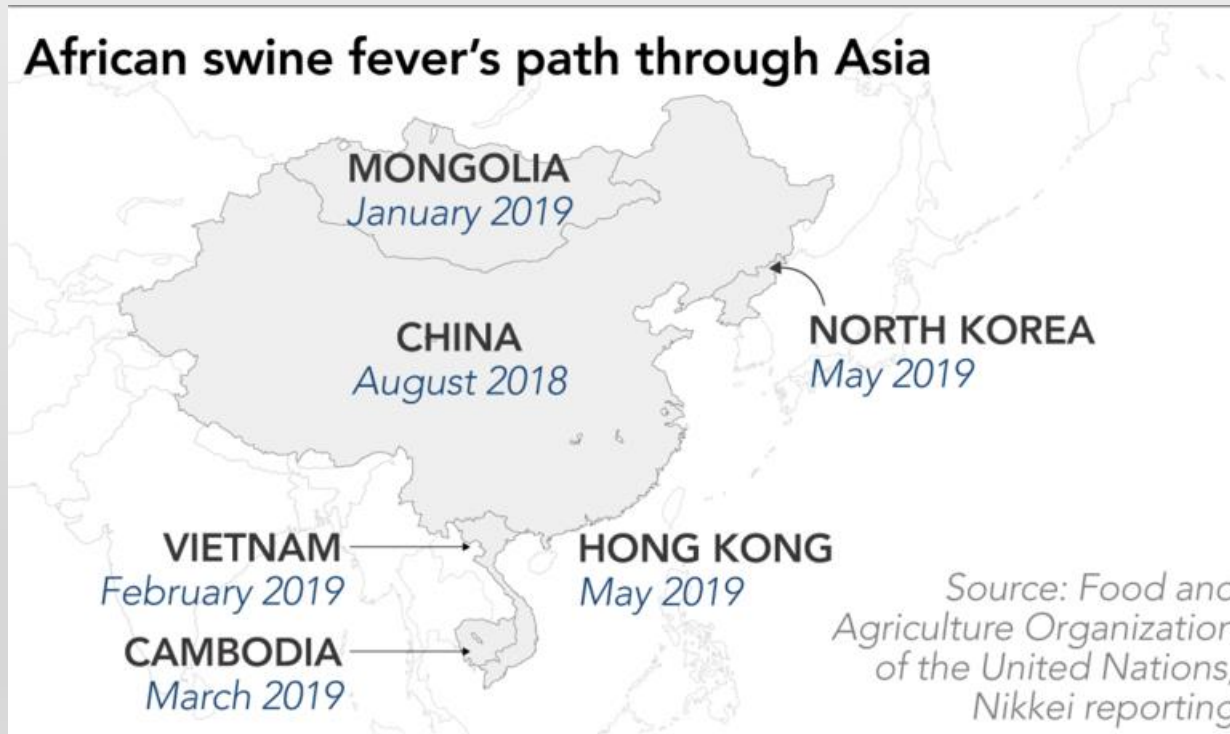 African swine fever's path through Asia
MONGOLIA
January 2019
CHINA
August 2018
NORTH KOREA
May 2019
VIETNAM
February 2019
HONG KONG
May 2019
CAMBODIA
March 2019
Source: Food and
Agriculture Organization
of the United Nations,
Nikkei reporting